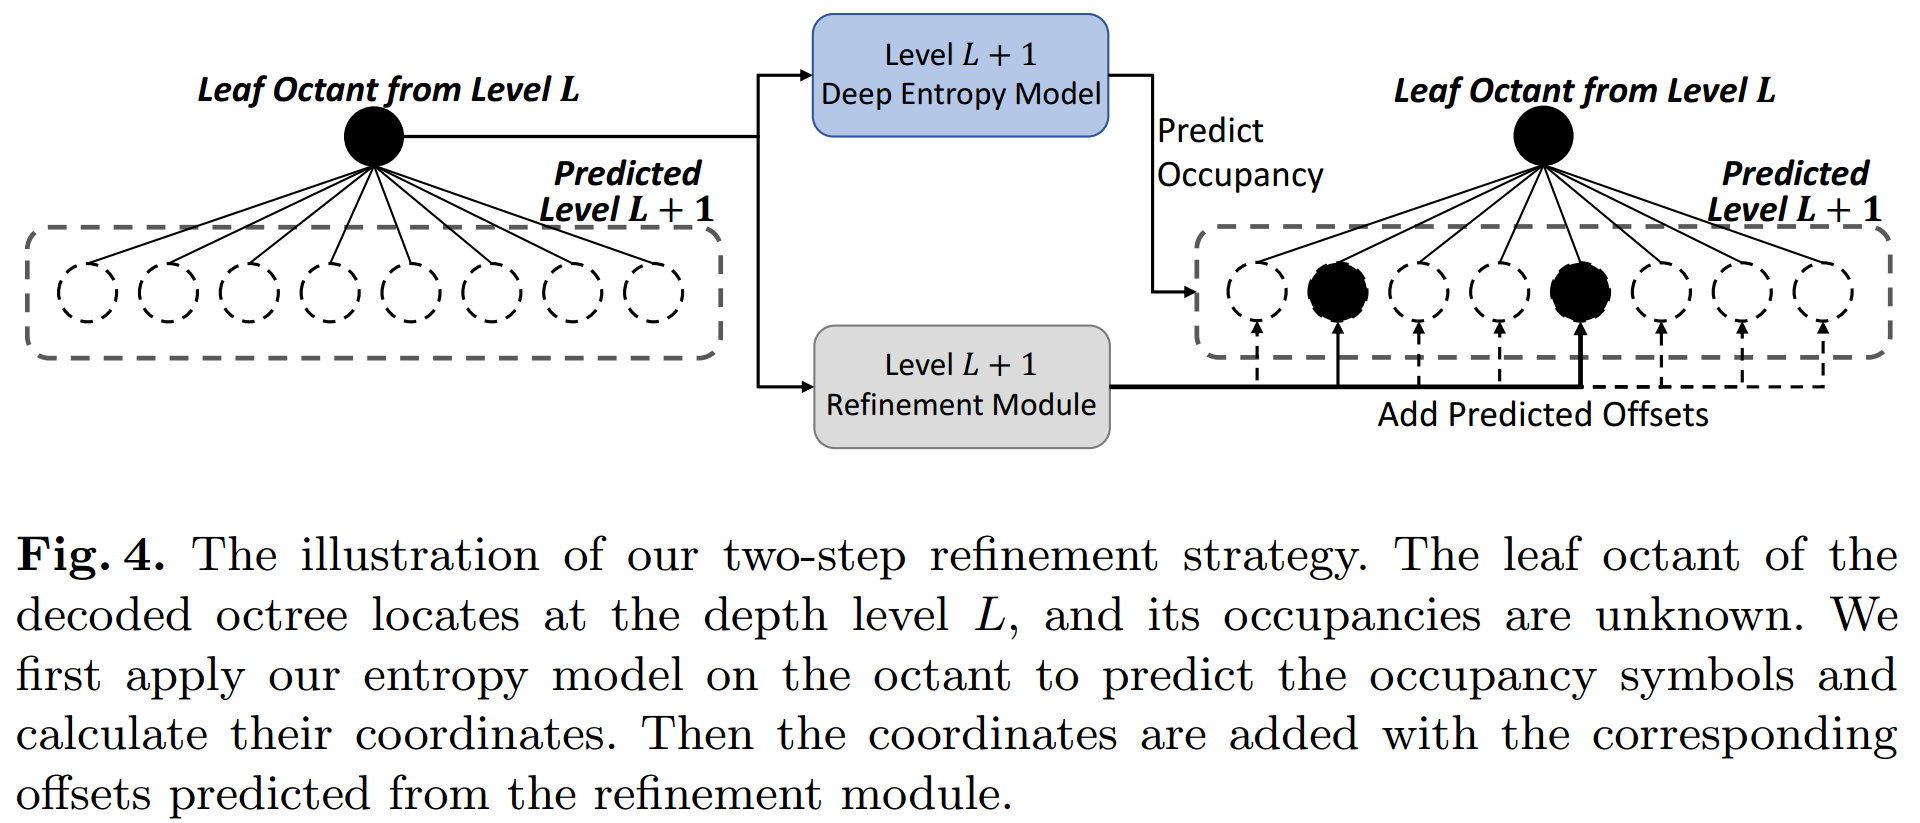 Leaf Octant from Level L
Predicted
Level L + 1
Level L + 1
Deep Entropy Model
Predict
Occupancy
Level L + 1
Refinement Module
Leaf Octant from Level L
Predicted
Level L + 1
Add Predicted Offsets
Fig. 4. The illustration of our two-step refinement strategy. The leaf octant of the
decoded octree locates at the depth level L, and its occupancies are unknown. We
first apply our entropy model on the octant to predict the occupancy symbols and
calculate their coordinates. Then the coordinates are added with the corresponding
offsets predicted from the refinement module.